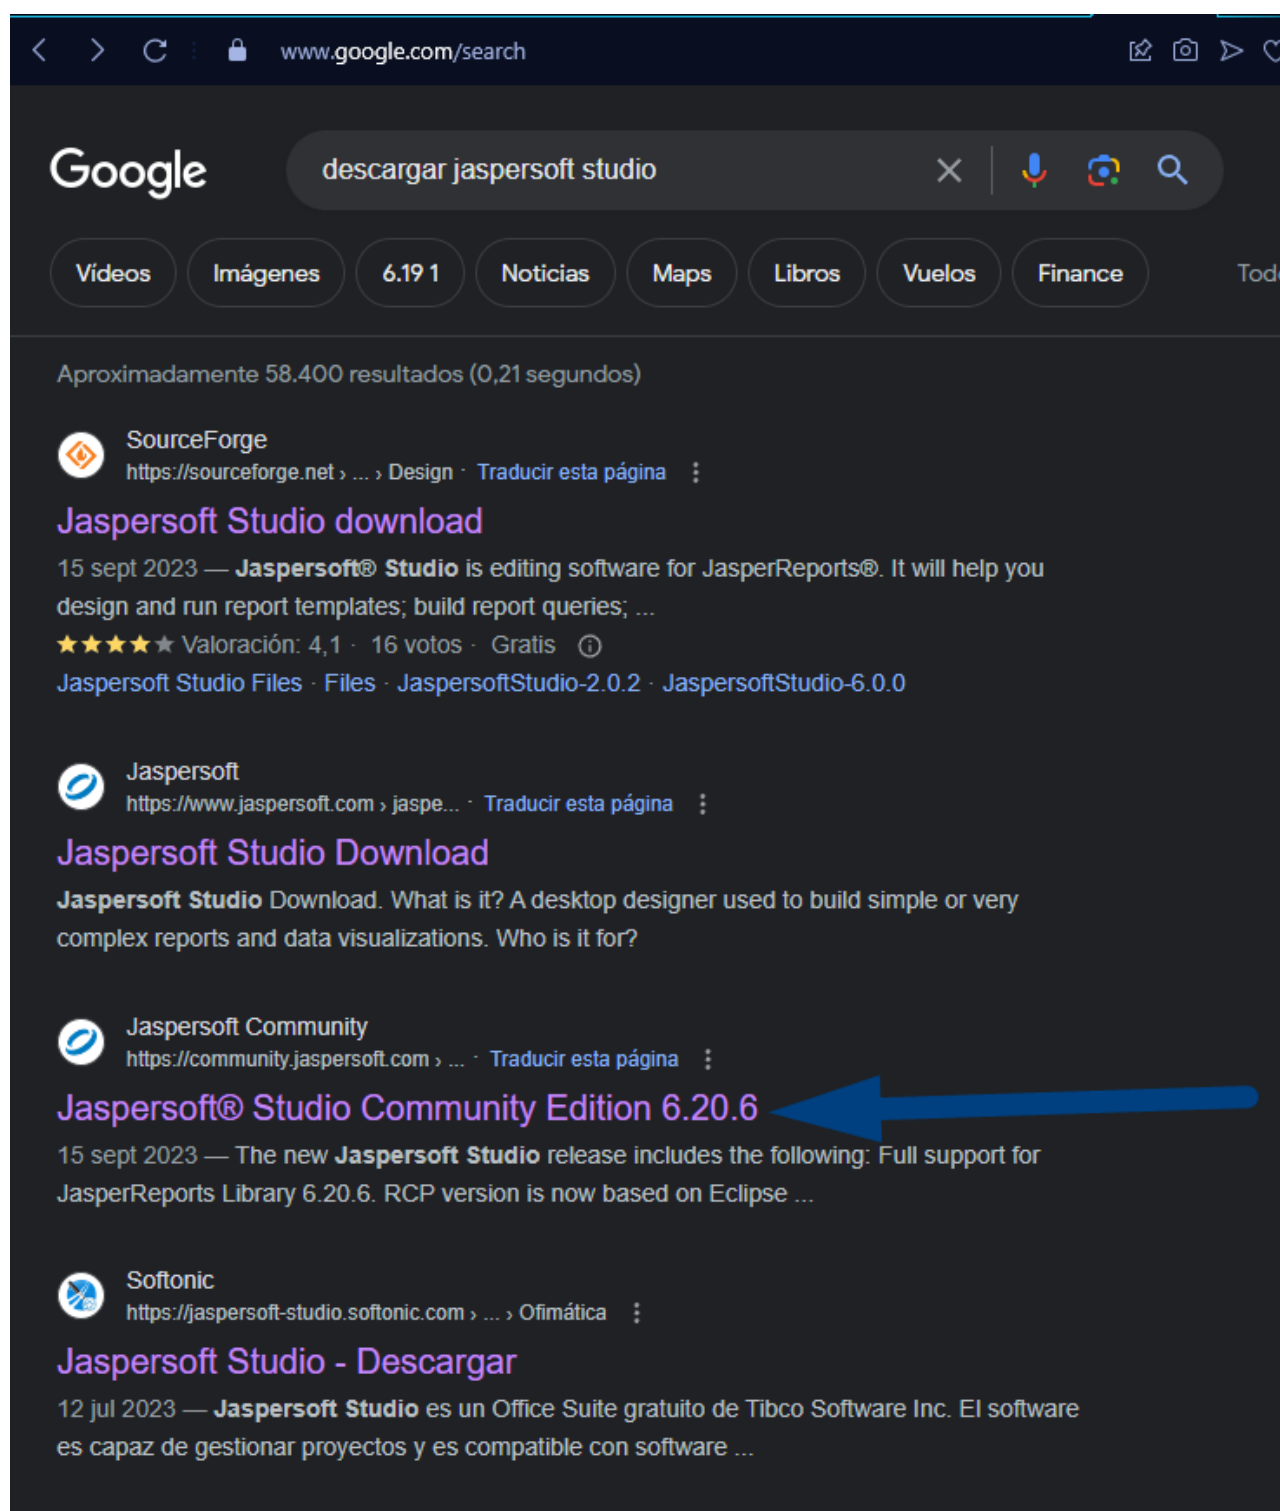 www.google.com/search
Google
descargar jaspersoft studio
Vídeos Imágenes 6.19 1 Noticias Maps Libros Vuelos Finance
Aproximadamente 58.400 resultados (0,21 segundos)
SourceForge
https://sourceforge.net › ... › Design · Traducir esta página
Jaspersoft Studio download
15 sept 2023 — Jaspersoft® Studio is editing software for JasperReports®. It will help you
design and run report templates; build report queries; ...
Valoración: 4,1 · 16 votos · Gratis
Jaspersoft Studio Files · Files · JaspersoftStudio-2.0.2 · JaspersoftStudio-6.0.0
Jaspersoft
https://www.jaspersoft.com › jaspe... · Traducir esta página
Jaspersoft Studio Download
Jaspersoft Studio Download. What is it? A desktop designer used to build simple or very
complex reports and data visualizations. Who is it for?
Jaspersoft Community
https://community.jaspersoft.com › ... · Traducir esta página
Jaspersoft® Studio Community Edition 6.20.6
15 sept 2023 — The new Jaspersoft Studio release includes the following: Full support for
JasperReports Library 6.20.6. RCP version is now based on Eclipse ...
Softonic
https://jaspersoft-studio.softonic.com › ... › Ofimática
Jaspersoft Studio - Descargar
12 jul 2023 — Jaspersoft Studio es un Office Suite gratuito de Tibco Software Inc. El software
es capaz de gestionar proyectos y es compatible con software ...